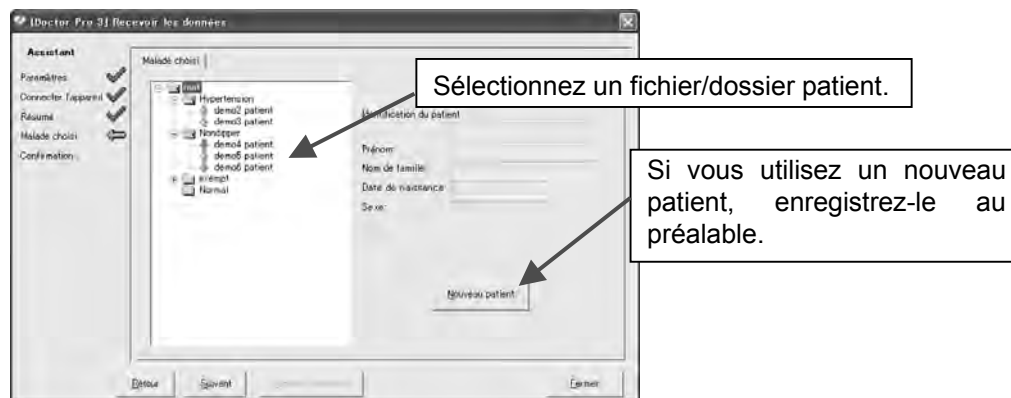 [Doctor Pro 3] Recevoir les données
Assistant
Paramètres
Connecter l'appareil
Résumé
Malade choisi
Confirmation
Malade choisi
root
Hypertension
demo2 patient
demo3 patient
Nondipper
demo4 patient
demo5 patient
demo6 patient
exempt
Normal
Sélectionnez un fichier/dossier patient.
Identification du patient
Prénom:
Nom de famille:
Date de naissance:
Sexe:
Si vous utilisez un nouveau
patient, enregistrez-le au
préalable.
Nouveau patient
Retour
Suivant
Fermer